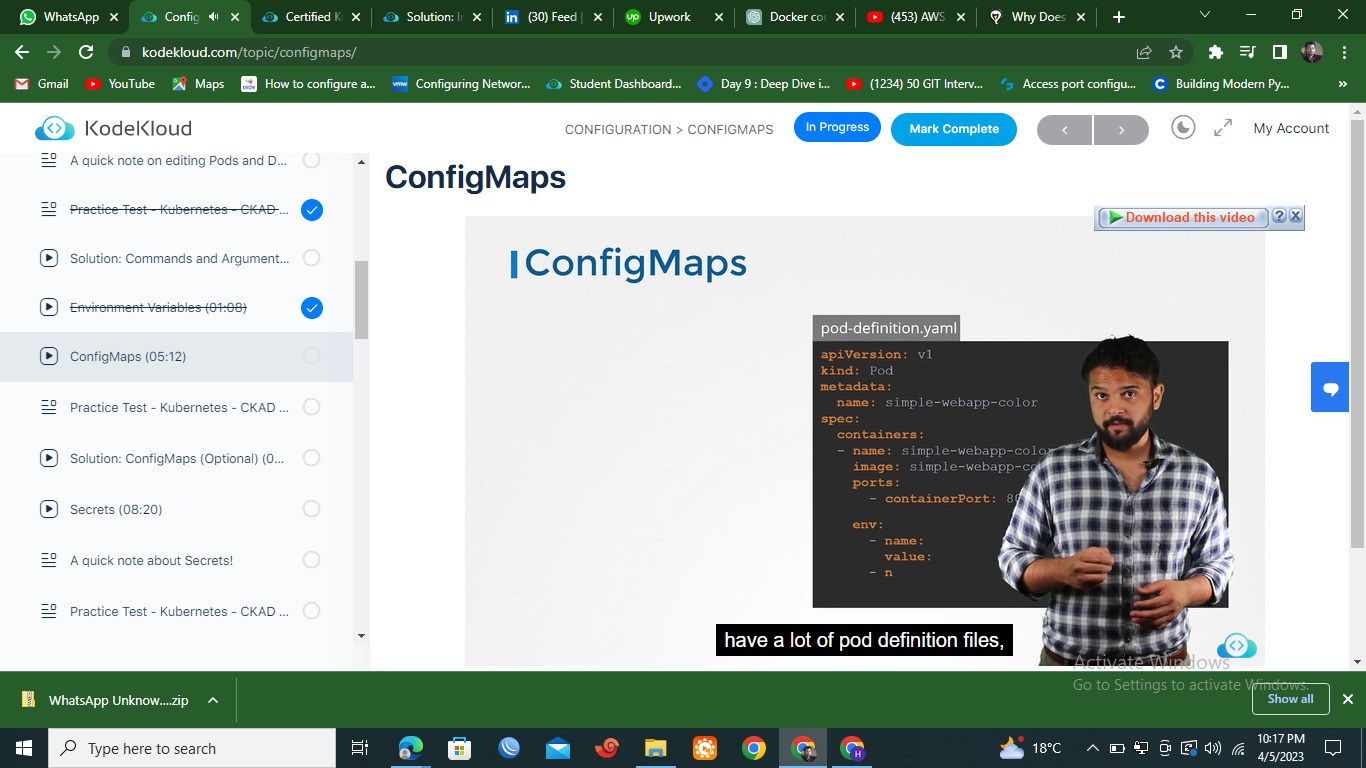 WhatsApp
Config
Certified K
Solution: I
(30) Feed |
Upwork
Docker co
(453) AWS
Why Does
kodekloud.com/topic/configmaps/
Gmail
YouTube
Maps
How to configure a...
Configuring Networ...
Student Dashboard...
Day 9 : Deep Dive i...
(1234) 50 GIT Interv...
Access port configu...
Building Modern Py...
»
KodeKloud
CONFIGURATION > CONFIGMAPS
In Progress
Mark Complete
<
>
My Account
A quick note on editing Pods and D...
Practice Test - Kubernetes - CKAD ...
Solution: Commands and Argument...
Environment Variables (01:08)
ConfigMaps (05:12)
Practice Test - Kubernetes - CKAD ...
Solution: ConfigMaps (Optional) (0...
Secrets (08:20)
A quick note about Secrets!
Practice Test - Kubernetes - CKAD ...
ConfigMaps
Download this video
?
X
ConfigMaps
pod-definition.yaml
apiVersion: v1
kind: Pod
metadata:
name: simple-webapp-color
spec:
containers:
- name: simple-webapp-color
image: simple-webapp-co
ports:
- containerPort: 80
env:
- name:
value:
- n
have a lot of pod definition files,
Activate Windows
Go to Settings to activate Windows.
WhatsApp Unknow....zip
Show all
Type here to search
18°C
10:17 PM
4/5/2023